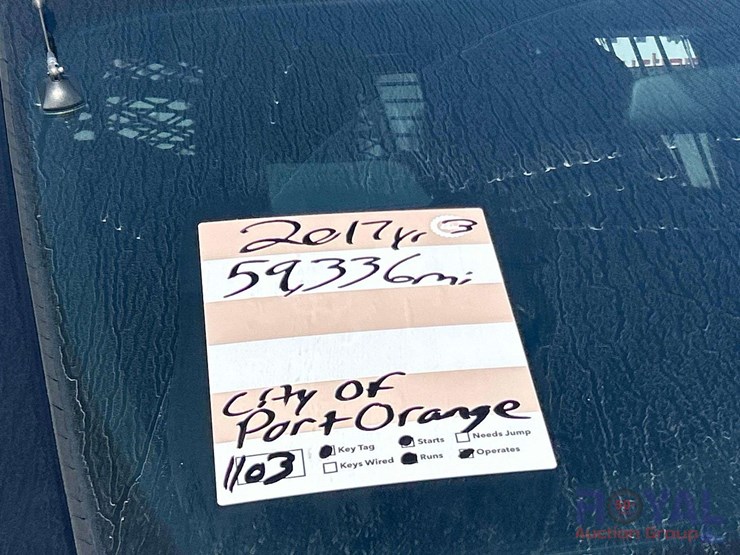 2017yr 3
59,336mi
City Of
Port Orange
1103
Key Tag Starts Needs Jump
Keys Wired Runs Operates
ROYAL
Auction Group